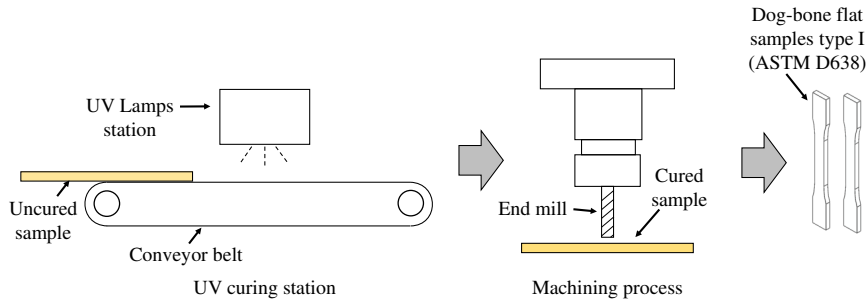 UV Lamps
station
Uncured
sample
Conveyor belt
UV curing station
End mill
Cured
sample
Machining process
Dog-bone flat
samples type I
(ASTM D638)